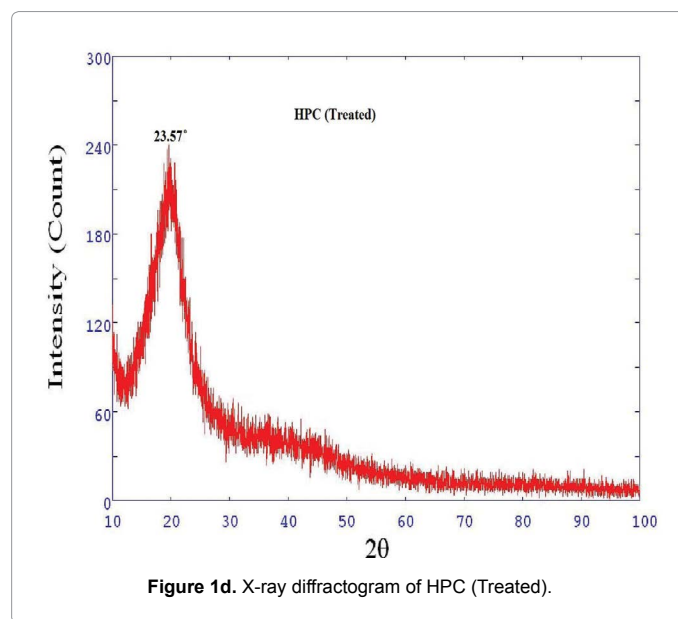 300
HPC (Treated)
23.57°
240
180
120
60
0
Intensity (Count)
10 20 30 40 50 60 70 80 90 100
2θ
Figure 1d. X-ray diffractogram of HPC (Treated).